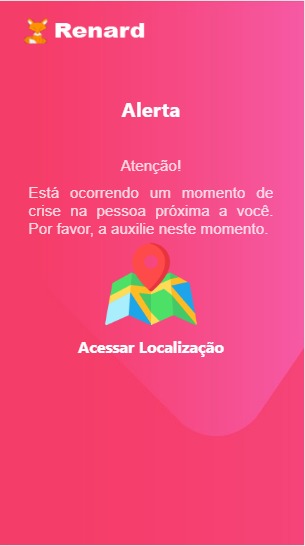 Renard
Alerta
Atenção!
Está ocorrendo um momento de
crise na pessoa próxima a você.
Por favor, a auxilie neste momento.
Acessar Localização